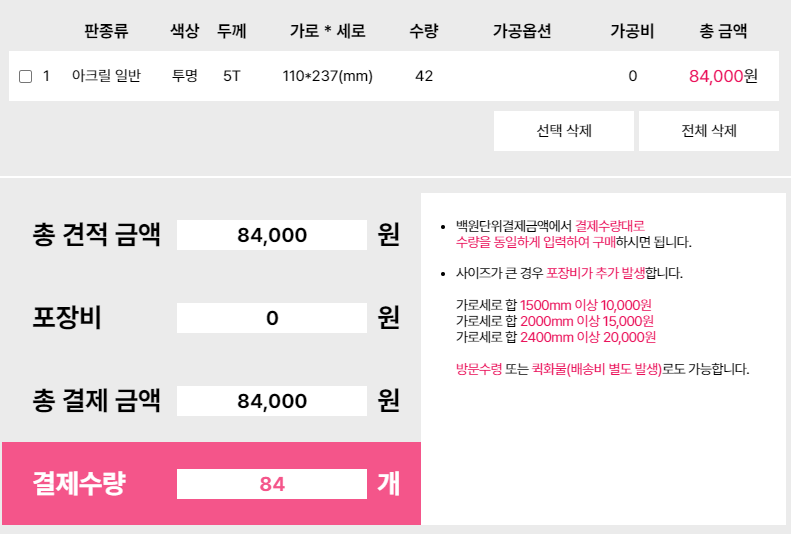 판종류 색상 두께 가로 * 세로 수량 가공옵션 가공비 총 금액
1 아크릴 일반 투명 5T 110*237(mm) 42 0 84,000원
선택 삭제 전체 삭제
총 견적 금액 84,000 원
포장비 0 원
총 결제 금액 84,000 원
결제수량 84 개
• 백원단위결제금액에서 결제수량대로
수량을 동일하게 입력하여 구매하시면 됩니다.
• 사이즈가 큰 경우 포장비가 추가 발생합니다.
가로세로 합 1500mm 이상 10,000원
가로세로 합 2000mm 이상 15,000원
가로세로 합 2400mm 이상 20,000원
방문수령 또는 퀵화물(배송비 별도 발생)로도 가능합니다.